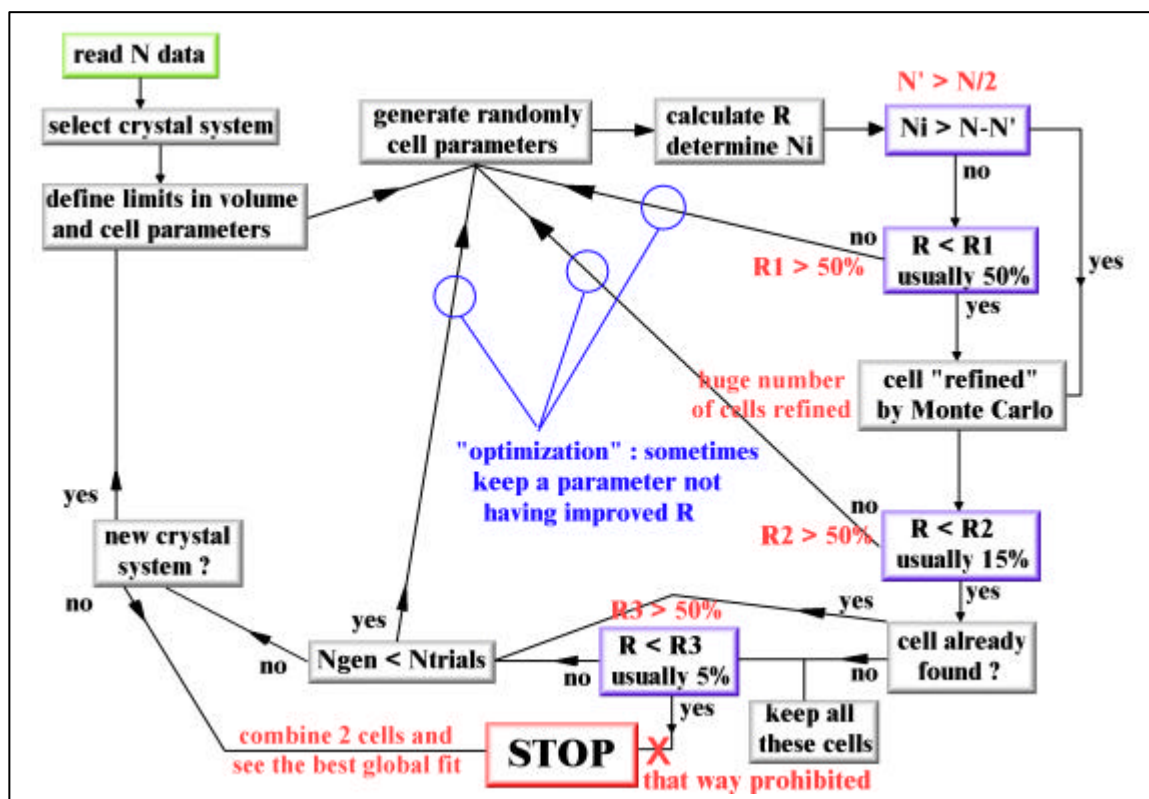 read N data
select crystal system
define limits in volume
and cell parameters
generate randomly
cell parameters
calculate R
determine Ni
N' > N/2
Ni > N-N'
no
yes
no
R < R1
usually 50%
R1 > 50%
yes
huge number
of cells refined
cell "refined"
by Monte Carlo
"optimization" : sometimes
keep a parameter not
having improved R
no
R2 > 50%
R < R2
usually 15%
yes
yes
new crystal
system ?
no
yes
no
Ngen < Ntrials
R3 > 50%
R < R3
usually 5%
no
yes
yes
cell already
found ?
no
keep all
these cells
combine 2 cells and
see the best global fit
STOP
X
that way prohibited